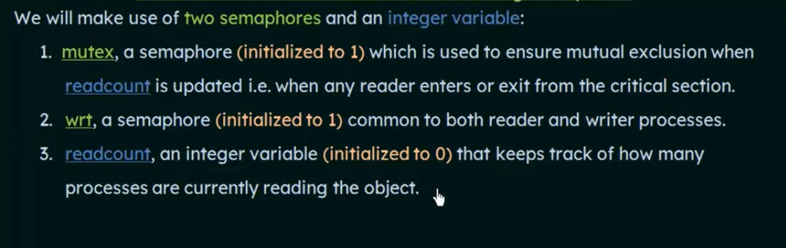 We will make use of two semaphores and an integer variable:
1. mutex, a semaphore (initialized to 1) which is used to ensure mutual exclusion when
readcount is updated i.e. when any reader enters or exit from the critical section.
2. wrt, a semaphore (initialized to 1) common to both reader and writer processes.
3. readcount, an integer variable (initialized to 0) that keeps track of how many
processes are currently reading the object.